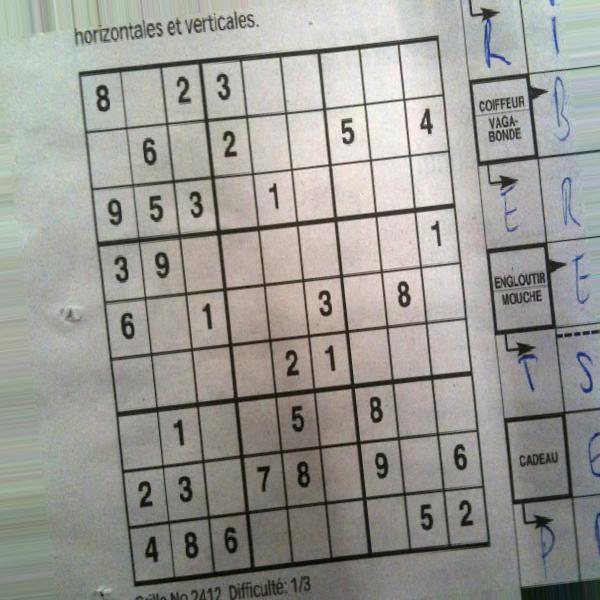 horizontales et verticales.
8 2 3
6 2 5 4
9 5 3 1
3 9 1
6 1 3 8
2 1
1 5 8
2 3 7 8 9 6
4 8 6 5 2
Grille No 2412 Difficulté: 1/3
R I
COIFFEUR
VAGA-
BONDE
B
E R
ENGLOUTIR
MOUCHE
E
T S
CADEAU
E
P